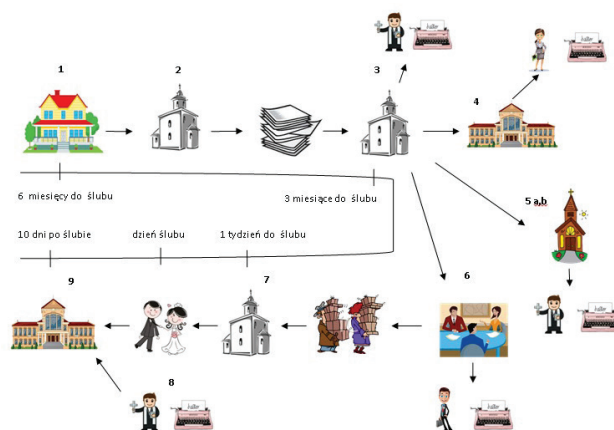 1
2
3
4
6 miesięcy do ślubu
3 miesiące do ślubu
5 a,b
10 dni po ślubie
dzień ślubu
1 tydzień do ślubu
6
7
9
8